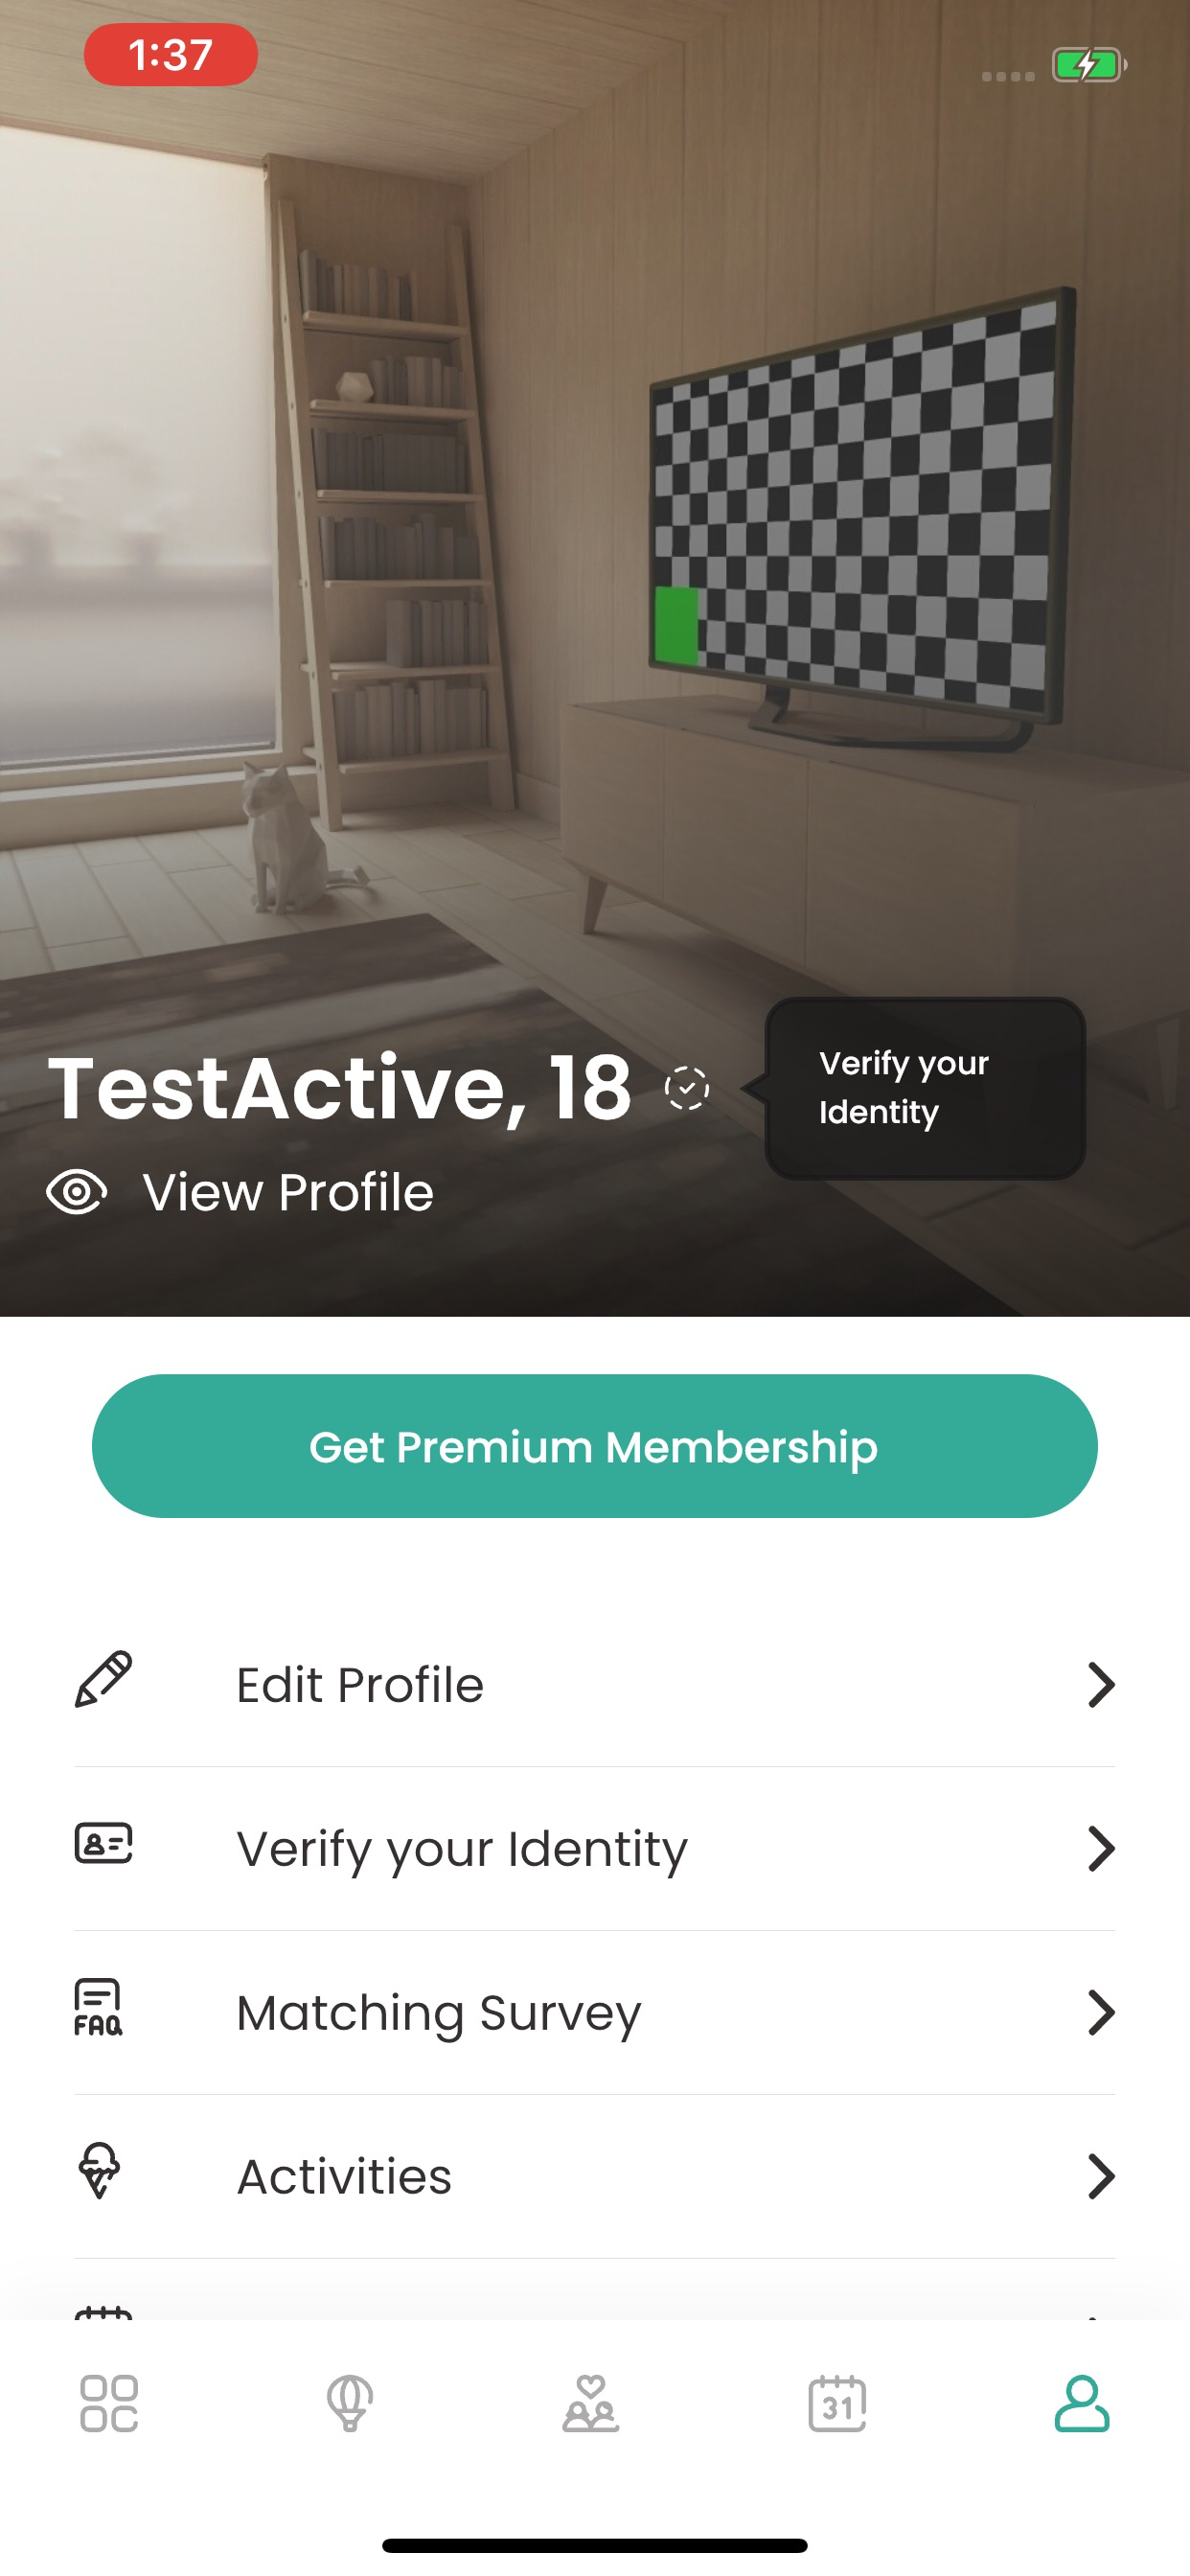 1:37
TestActive, 18
Verify your
Identity
View Profile
Get Premium Membership
Edit Profile
Verify your Identity
FAQ
Matching Survey
Activities
31